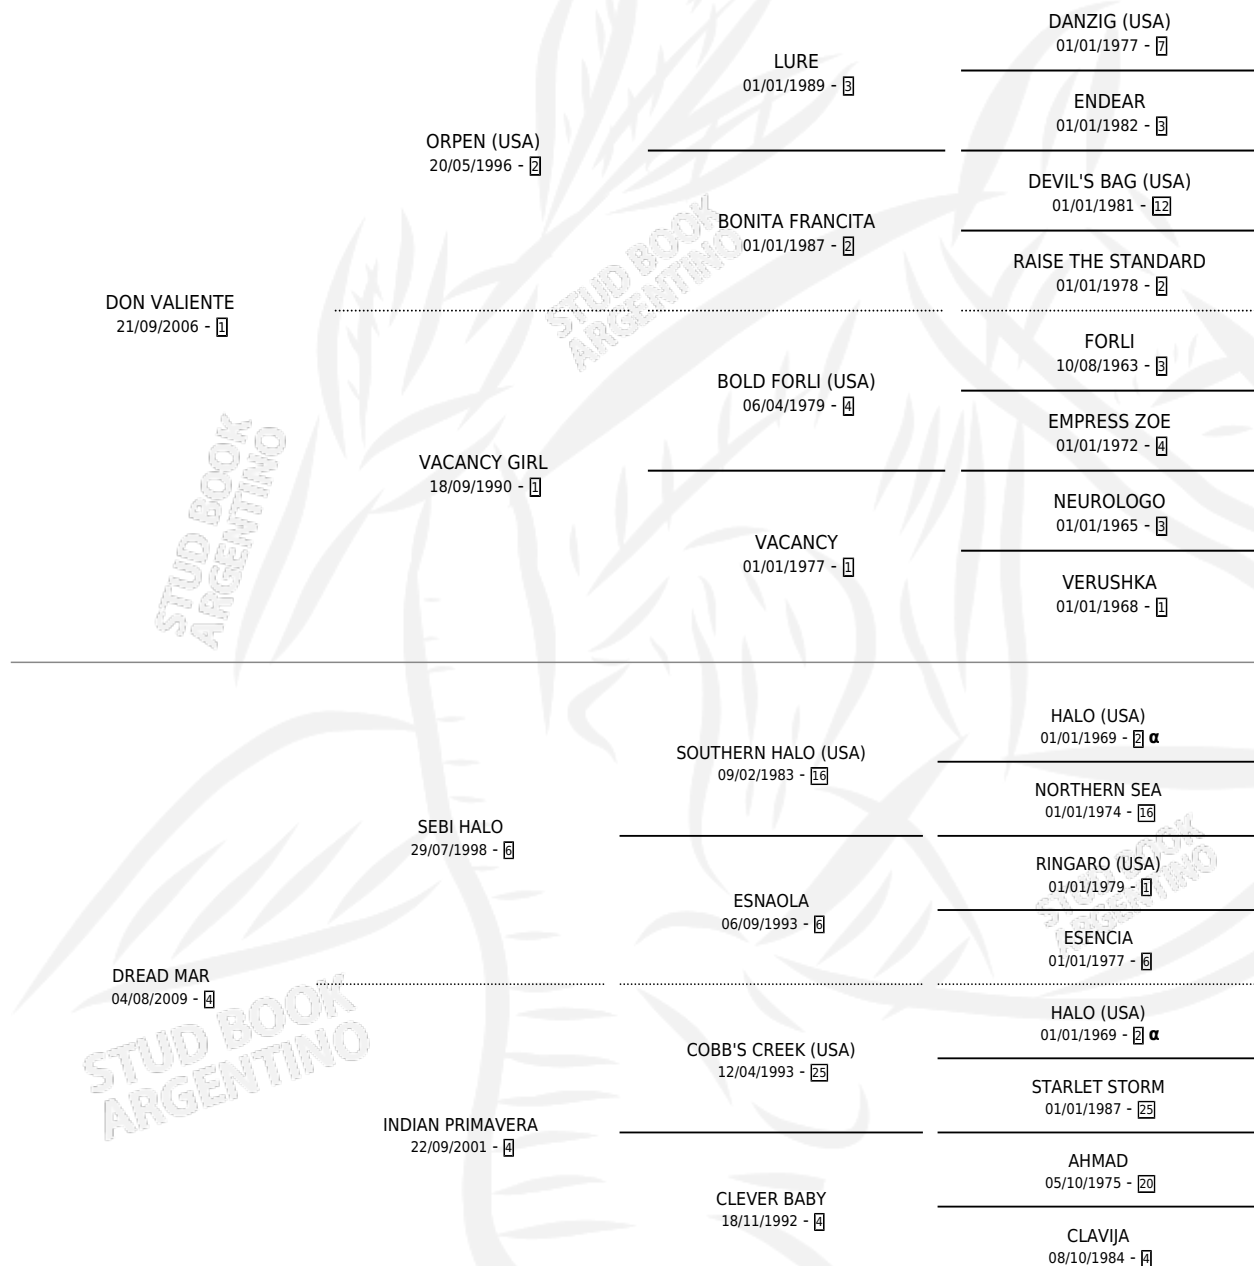 DANZIG (USA)
01/01/1977 - 7
LURE
01/01/1989 - 3
ENDEAR
01/01/1982 - 3
ORPEN (USA)
20/05/1996 - 2
DEVIL'S BAG (USA)
01/01/1981 - 12
BONITA FRANCITA
01/01/1987 - 2
RAISE THE STANDARD
01/01/1978 - 2
DON VALIENTE
21/09/2006 - 1
FORLI
10/08/1963 - 3
BOLD FORLI (USA)
06/04/1979 - 4
EMPRESS ZOE
01/01/1972 - 4
VACANCY GIRL
18/09/1990 - 1
NEUROLOGO
01/01/1965 - 3
VACANCY
01/01/1977 - 1
VERUSHKA
01/01/1968 - 1
HALO (USA)
01/01/1969 - 2 α
SOUTHERN HALO (USA)
09/02/1983 - 16
NORTHERN SEA
01/01/1974 - 16
SEBI HALO
29/07/1998 - 6
RINGARO (USA)
01/01/1979 - 1
ESNAOLA
06/09/1993 - 6
ESENCIA
01/01/1977 - 6
DREAD MAR
04/08/2009 - 4
HALO (USA)
01/01/1969 - 2 α
COBB'S CREEK (USA)
12/04/1993 - 25
STARLET STORM
01/01/1987 - 25
INDIAN PRIMAVERA
22/09/2001 - 4
AHMAD
05/10/1975 - 20
CLEVER BABY
18/11/1992 - 4
CLAVIJA
08/10/1984 - 4
STUD BOOK
ARGENTINO
STUD BOOK
ARGENTINO
STUD BOOK
ARGENTINO
STUD BOOK
ARGENTINO